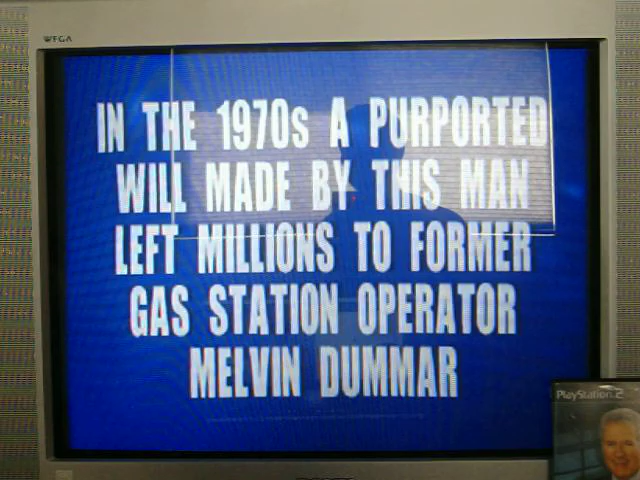 WEGA
IN THE 1970s A PURPORTED
WILL MADE BY THIS MAN
LEFT MILLIONS TO FORMER
GAS STATION OPERATOR
MELVIN DUMMAR
PlayStation 2